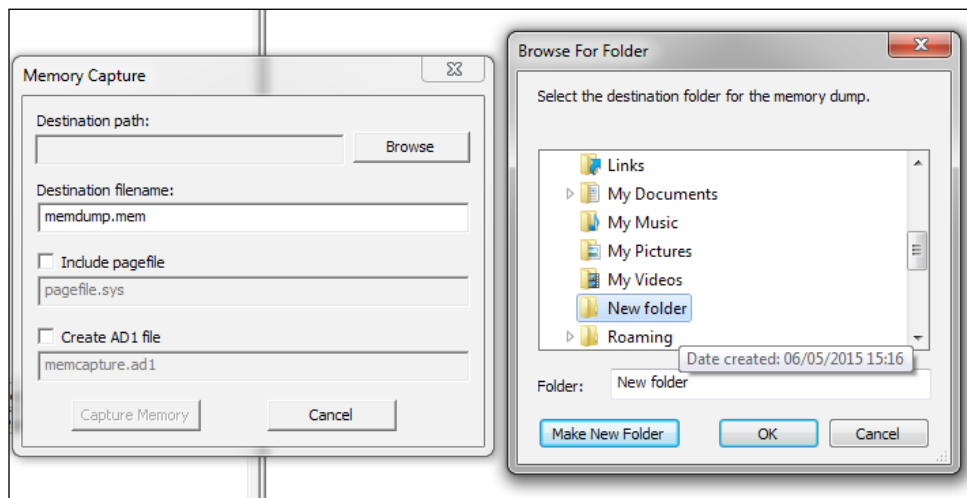 Memory Capture
Destination path:
Browse
Destination filename:
memdump.mem
Include pagefile
pagefile.sys
Create AD1 file
memcapture.ad1
Capture Memory
Cancel
Browse For Folder
Select the destination folder for the memory dump.
Links
My Documents
My Music
My Pictures
My Videos
New folder
Roaming
Date created: 06/05/2015 15:16
Folder:
New folder
Make New Folder
OK
Cancel